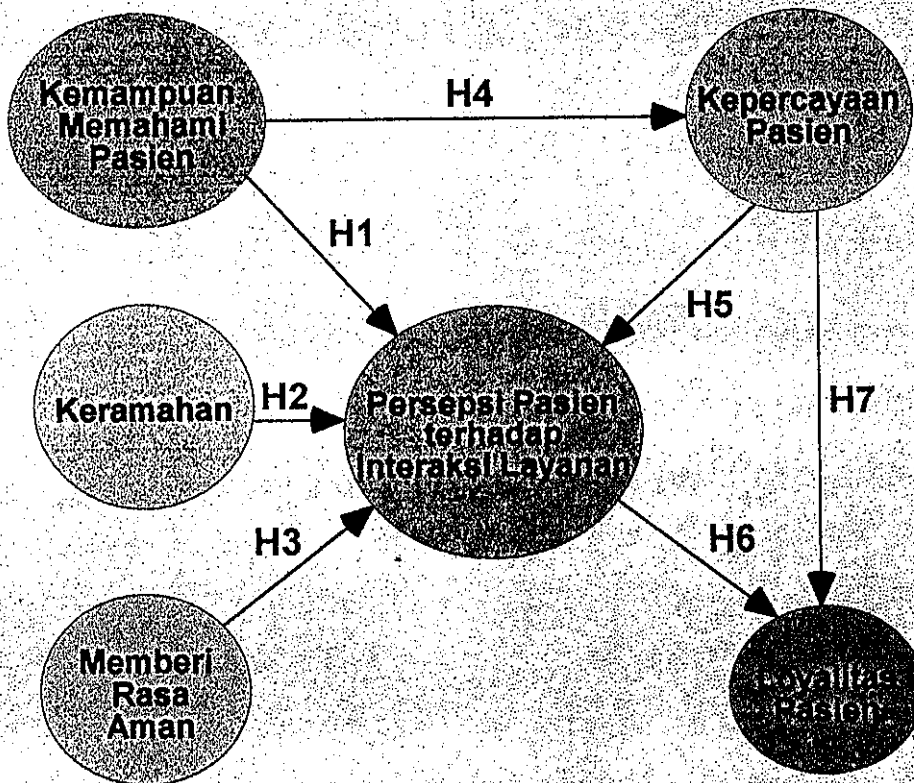 Kemampuan
Memahami
Pasien
H4
Kepercayaan
Pasien
H1
H5
Keramahan
H2
Persepsi Pasien
terhadap
Interaksi Layanan
H7
H3
H6
Memberi
Rasa
Aman
Loyalitas
Pasien